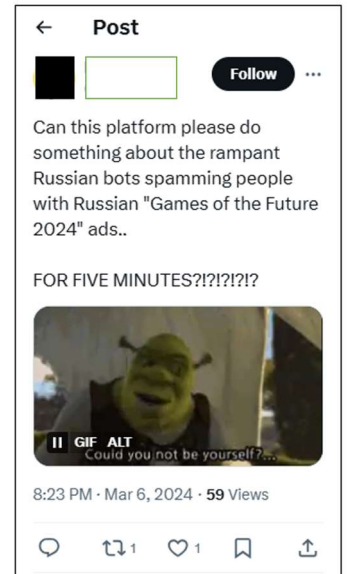 Post
Follow
Can this platform please do
something about the rampant
Russian bots spamming people
with Russian "Games of the Future
2024" ads..
FOR FIVE MINUTES?!?!?!?!?
GIF ALT
Could you not be yourself?...
8:23 PM · Mar 6, 2024 · 59 Views
1 1